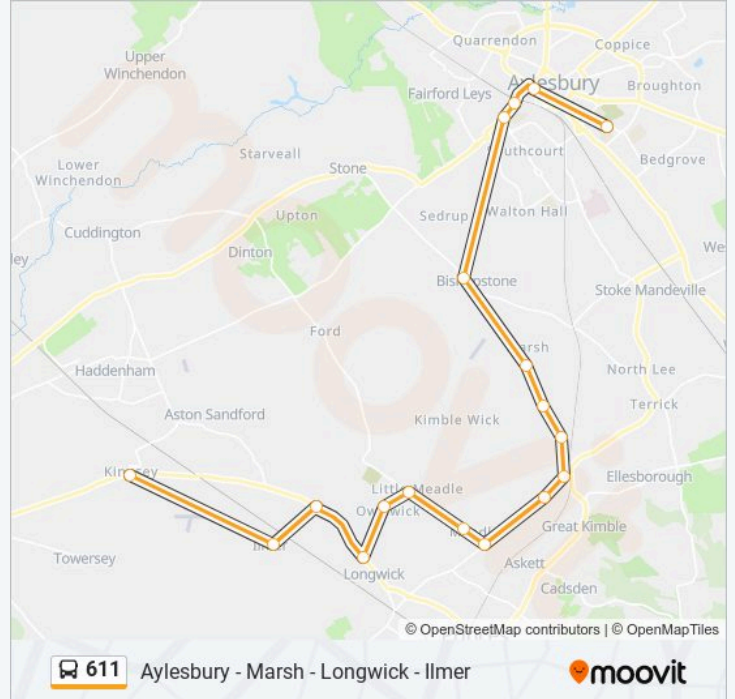 Quarrendon
Coppice
Upper
Winchendon
Aylesbury
Fairford Leys
Broughton
Lower
Winchendon
Starveall
Stone
Southcourt
Bedgrove
Upton
Sedrup
Walton Hall
Cuddington
Dinton
Bishopstone
Stoke Mandeville
Ford
Marsh
Haddenham
North Lee
Terrick
Aston Sandford
Kimble Wick
Kingsey
Little Meadle
Ellesborough
Owlswick
Meadle
Great Kimble
Towersey
Ilmer
Longwick
Askett
Cadsden
© OpenStreetMap contributors | © OpenMapTiles
611 Aylesbury - Marsh - Longwick - Ilmer
moovit